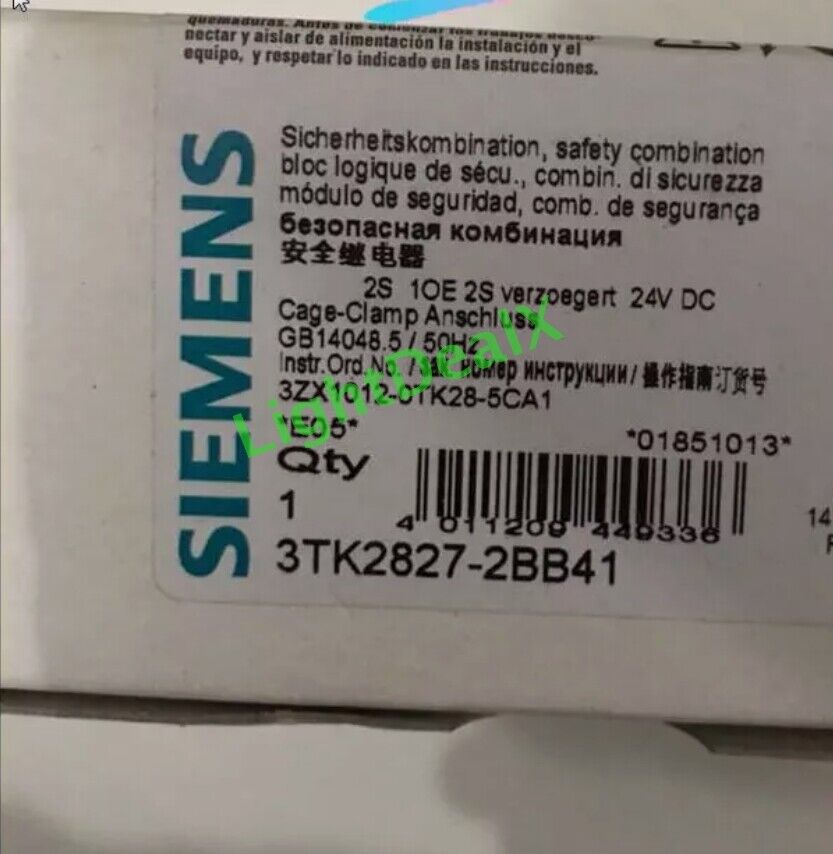 quemaduras. Antes de comenzar los trabajos desco-
nectar y aislar de alimentación la instalación y el
equipo, y respetar lo indicado en las instrucciones.
SIEMENS
Sicherheitskombination, safety combination
bloc logique de sécu., combin. di sicurezza
módulo de seguridad, comb. de segurança
безопасная комбинация
安全继电器
2S 1OE 2S verzoegert 24V DC
Cage-Clamp Anschluss
GB14048.5 / 50Hz
Instr.Ord.No. / Зак. номер инструкции / 操作指南订货号
3ZX1012-0TK28-5CA1
*E05*
*01851013*
Qty
1
4 011209 449336
3TK2827-2BB41
14
LightDealX